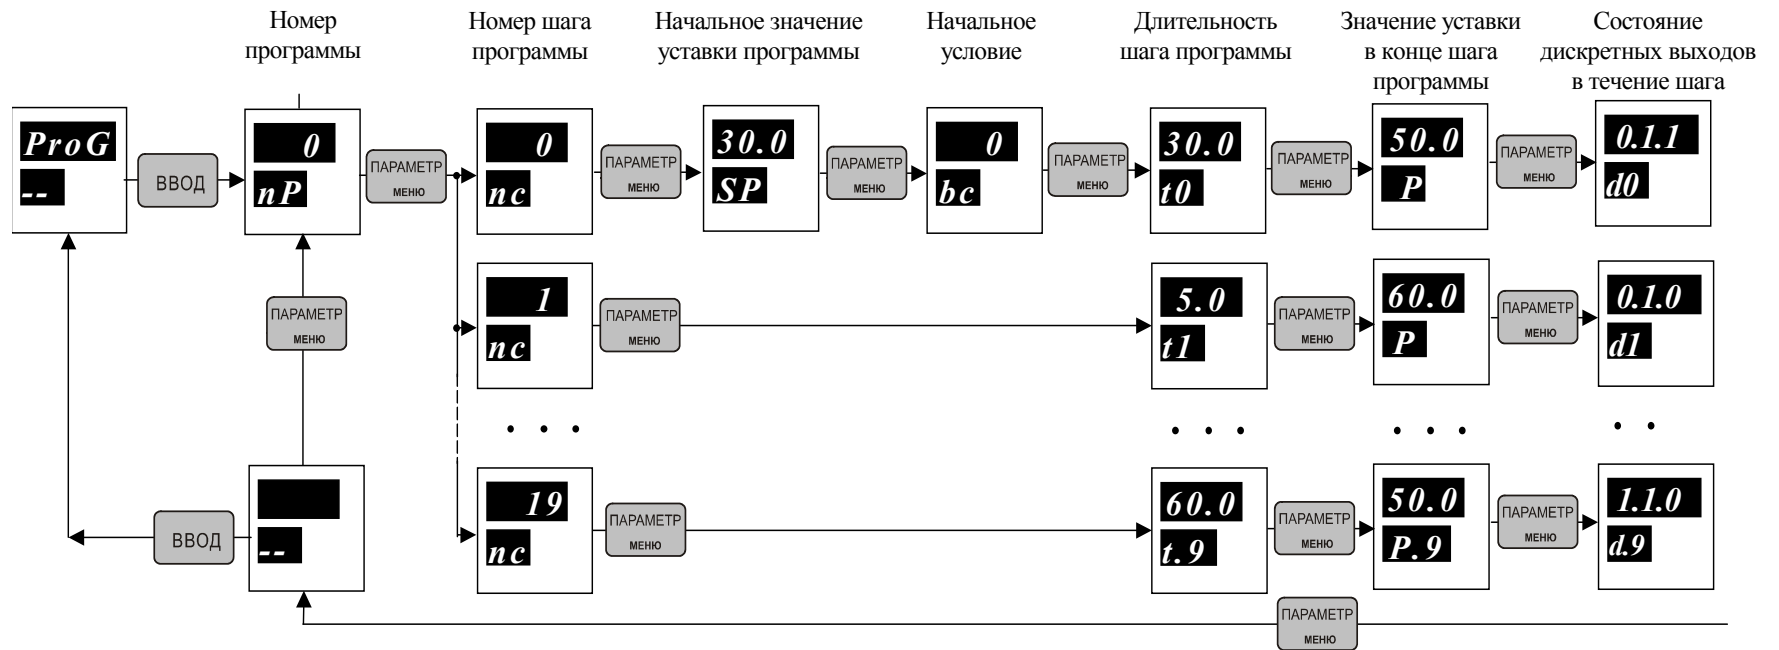 Номер
программы
Номер шага
программы
Начальное значение
уставки программы
Начальное
условие
Длительность
шага программы
Значение уставки
в конце шага
программы
Состояние
дискретных выходов
в течение шага
ProG
--
ВВОД
0
nP
ПАРАМЕТР
МЕНЮ
0
nc
ПАРАМЕТР
МЕНЮ
30.0
SP
ПАРАМЕТР
МЕНЮ
0
bc
ПАРАМЕТР
МЕНЮ
30.0
t0
ПАРАМЕТР
МЕНЮ
50.0
P
ПАРАМЕТР
МЕНЮ
0.1.1
d0
ПАРАМЕТР
МЕНЮ
1
nc
ПАРАМЕТР
МЕНЮ
5.0
t1
ПАРАМЕТР
МЕНЮ
60.0
P
ПАРАМЕТР
МЕНЮ
0.1.0
d1
. . .
. . .
. . .
. .
ВВОД
--
19
nc
ПАРАМЕТР
МЕНЮ
60.0
t.9
ПАРАМЕТР
МЕНЮ
50.0
P.9
ПАРАМЕТР
МЕНЮ
1.1.0
d.9
ПАРАМЕТР
МЕНЮ